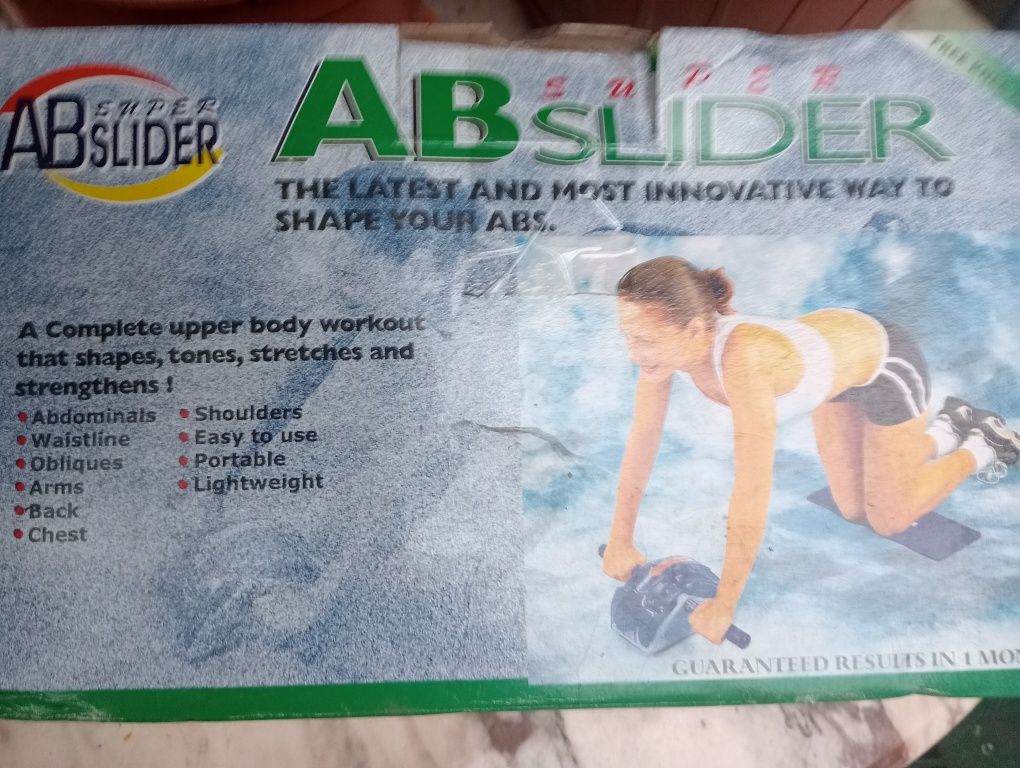 SUPER
AB SLIDER
SUPER
AB SLIDER
FREE
THE LATEST AND MOST INNOVATIVE WAY TO
SHAPE YOUR ABS.
A Complete upper body workout
that shapes, tones, stretches and
strengthens !
• Abdominals
• Waistline
• Obliques
• Arms
• Back
• Chest
• Shoulders
• Easy to use
• Portable
• Lightweight
GUARANTEED RESULTS IN 1